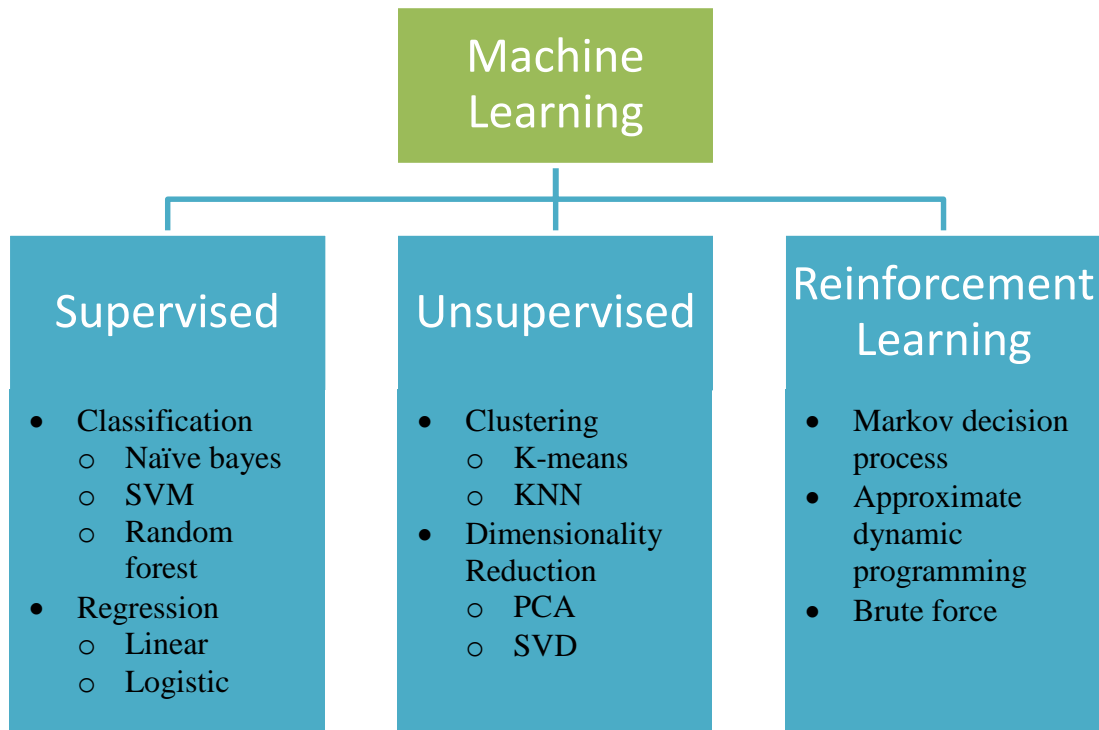 Machine
Learning
Supervised
• Classification
o Naïve bayes
o SVM
o Random
forest
• Regression
o Linear
o Logistic
Unsupervised
• Clustering
o K-means
o KNN
• Dimensionality
Reduction
o PCA
o SVD
Reinforcement
Learning
• Markov decision
process
• Approximate
dynamic
programming
• Brute force